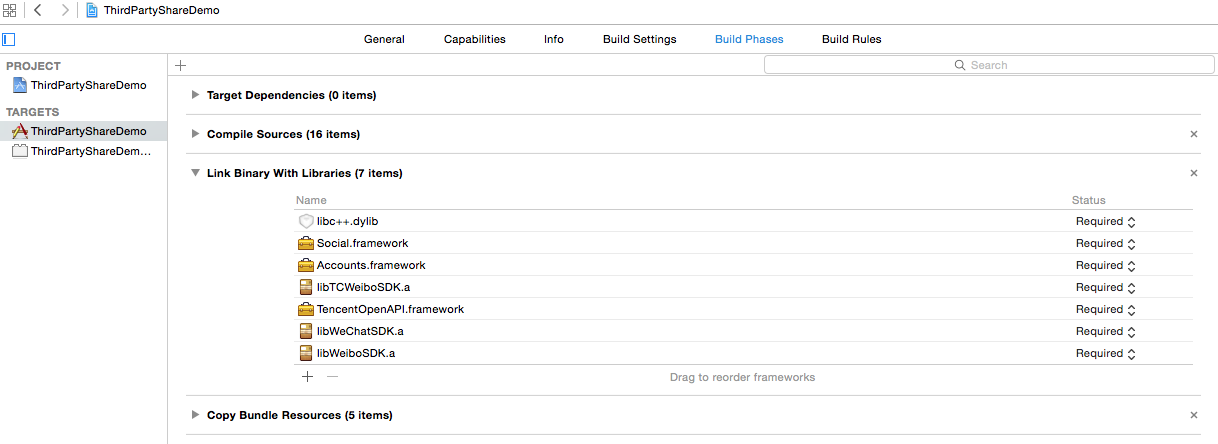 ThirdPartyShareDemo
General Capabilities Info Build Settings Build Phases Build Rules
PROJECT
ThirdPartyShareDemo
TARGETS
ThirdPartyShareDemo
ThirdPartyShareDem...
Search
Target Dependencies (0 items)
Compile Sources (16 items)
Link Binary With Libraries (7 items)
Name Status
libc++.dylib Required
Social.framework Required
Accounts.framework Required
libTCWeiboSDK.a Required
TencentOpenAPI.framework Required
libWeChatSDK.a Required
libWeiboSDK.a Required
Drag to reorder frameworks
Copy Bundle Resources (5 items)